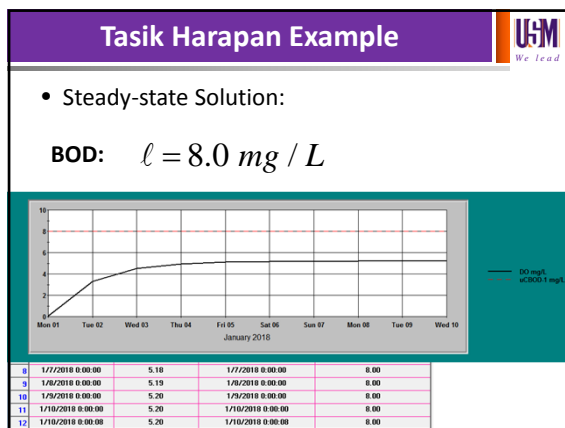 Tasik Harapan Example
USM
We lead
• Steady-state Solution:
BOD: ℓ = 8.0 mg / L
10
8
6
4
2
0
Mon 01 Tue 02 Wed 03 Thu 04 Fri 05 Sat 06 Sun 07 Mon 08 Tue 09 Wed 10
January 2018
DO mg/L
uCBOD-1 mg/L
8 1/7/2018 0:00:00 5.18 1/7/2018 0:00:00 8.00
9 1/8/2018 0:00:00 5.19 1/8/2018 0:00:00 8.00
10 1/9/2018 0:00:00 5.20 1/9/2018 0:00:00 8.00
11 1/10/2018 0:00:00 5.20 1/10/2018 0:00:00 8.00
12 1/10/2018 0:00:08 5.20 1/10/2018 0:00:08 8.00